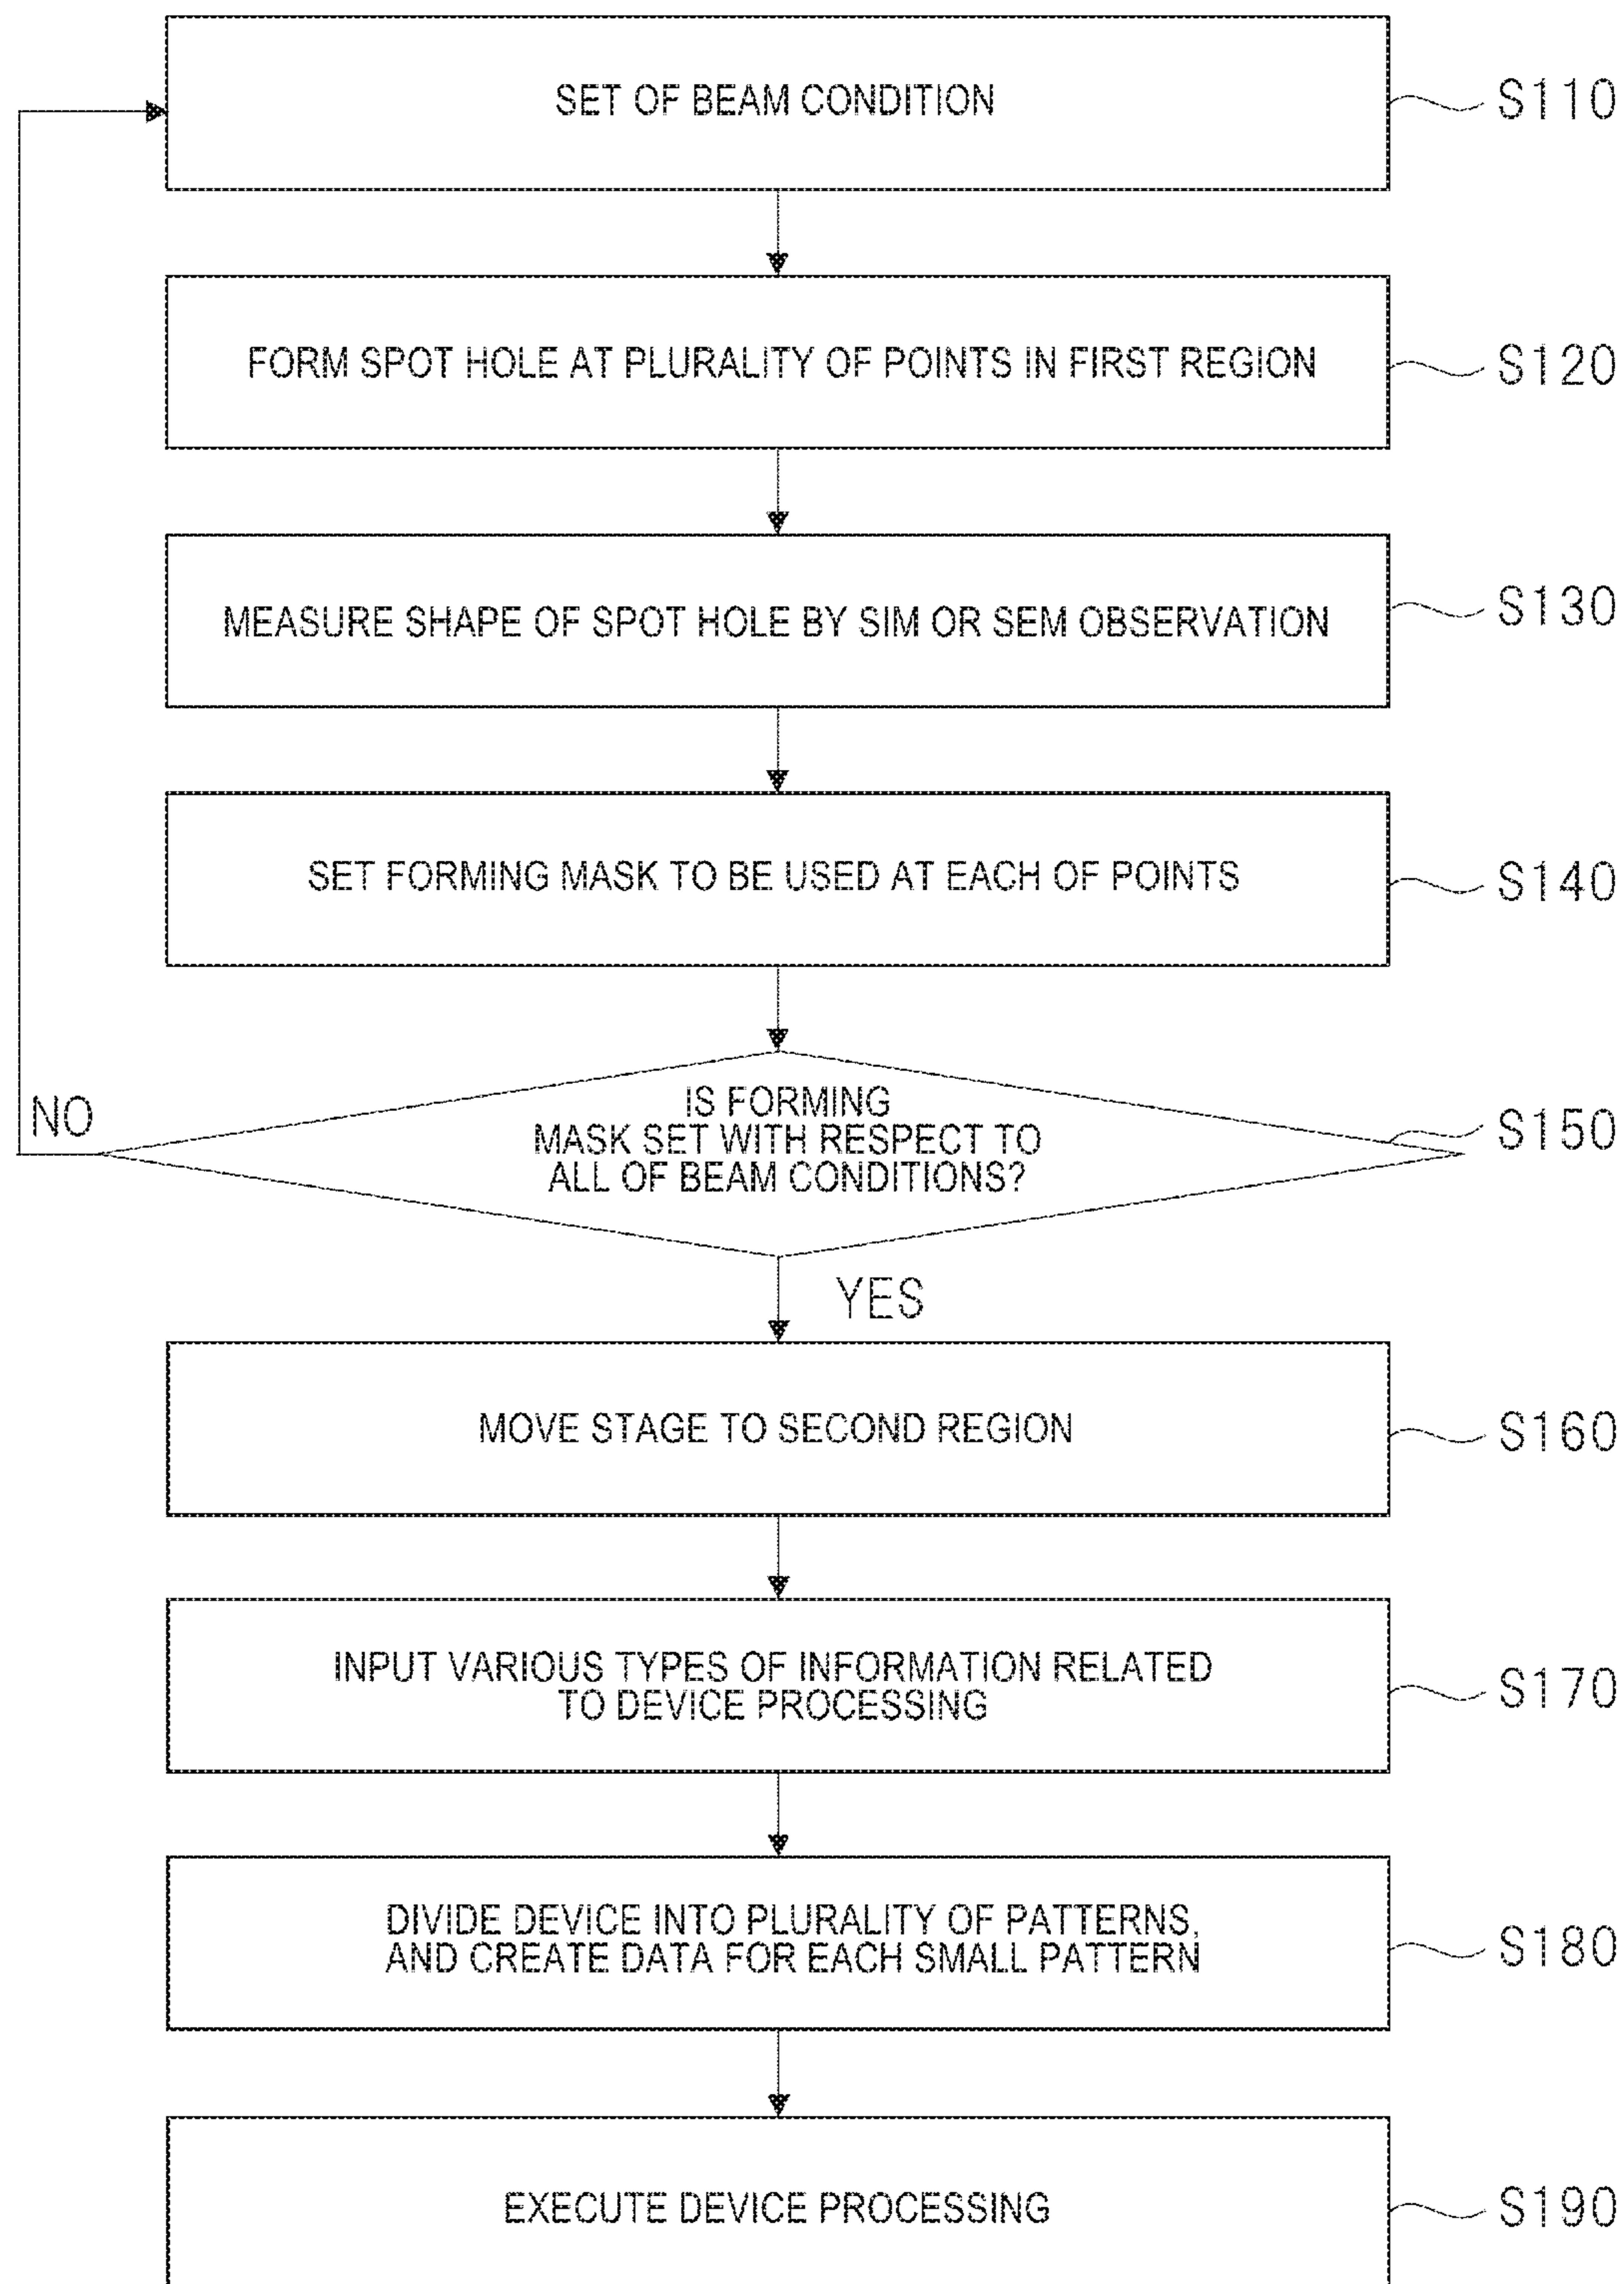 SET OF BEAM CONDITION
S110
FORM SPOT HOLE AT PLURALITY OF POINTS IN FIRST REGION
S120
MEASURE SHAPE OF SPOT HOLE BY SIM OR SEM OBSERVATION
S130
SET FORMING MASK TO BE USED AT EACH OF POINTS
S140
NO
IS FORMING
MASK SET WITH RESPECT TO
ALL OF BEAM CONDITIONS?
S150
YES
MOVE STAGE TO SECOND REGION
S160
INPUT VARIOUS TYPES OF INFORMATION RELATED
TO DEVICE PROCESSING
S170
DIVIDE DEVICE INTO PLURALITY OF PATTERNS,
AND CREATE DATA FOR EACH SMALL PATTERN
S180
EXECUTE DEVICE PROCESSING
S190